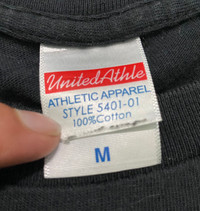 UnitedAthle
ATHLETIC APPAREL
STYLE 5401-01
100%Cotton
M